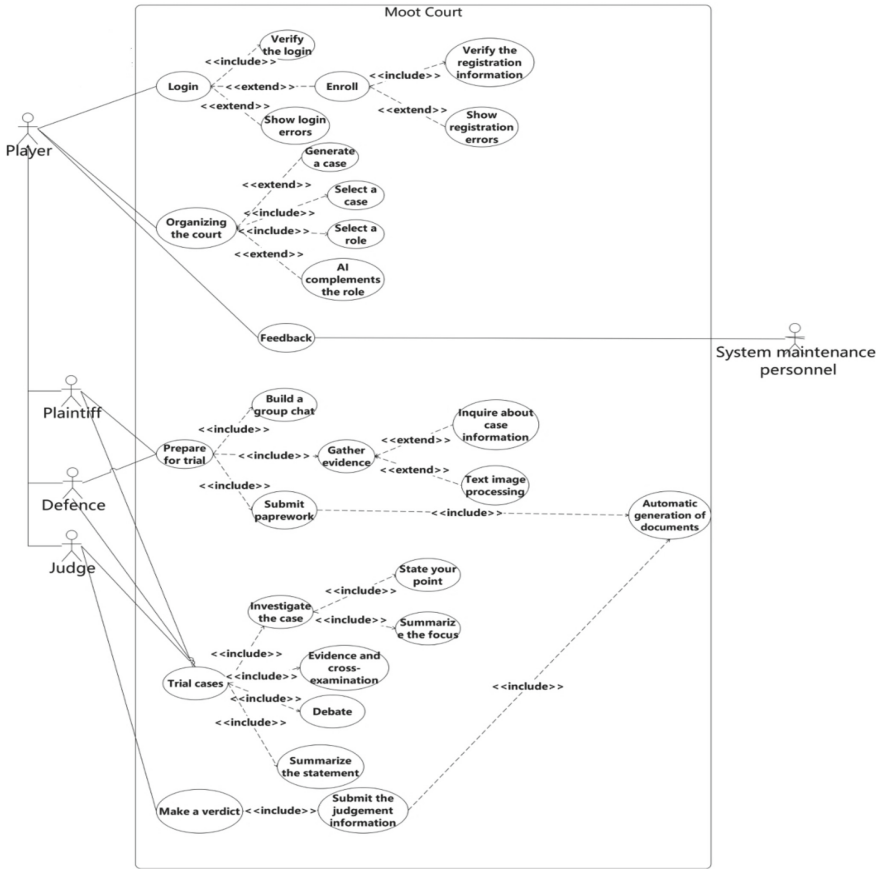 Moot Court
Verify
the login
<<include>>
Verify the
registration
information
<<include>>
Login
<<extend>>
Enroll
<<extend>>
<<extend>>
Show login
errors
Show
registration
errors
Player
Generate
a case
<<extend>>
Select a
case
<<include>>
Organizing
the court
<<include>>
Select a
role
<<extend>>
AI
complements
the role
Feedback
System maintenance
personnel
Plaintiff
Build a
group chat
<<include>>
Inquire about
case
information
<<extend>>
Prepare
for trial
<<include>>
Gather
evidence
<<extend>>
Text image
processing
<<include>>
Defence
Submit
paprework
<<include>>
Automatic
generation of
documents
Judge
State your
point
<<include>>
Investigate
the case
<<include>>
Summariz
e the focus
<<include>>
Evidence and
cross-
examination
<<include>>
Trial cases
<<include>>
Debate
<<include>>
<<include>>
Summarize
the statement
Make a verdict
<<include>>
Submit the
judgement
information